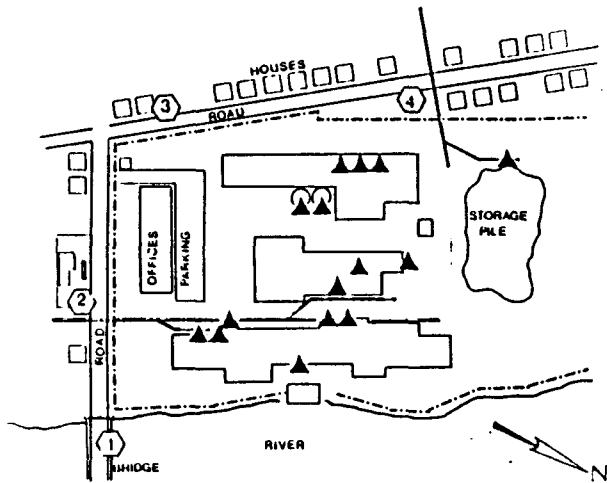 HOUSES
3
4
ROAD
STORAGE
PILE
OFFICES
PARKING
2
ROAD
1
BRIDGE
RIVER
N